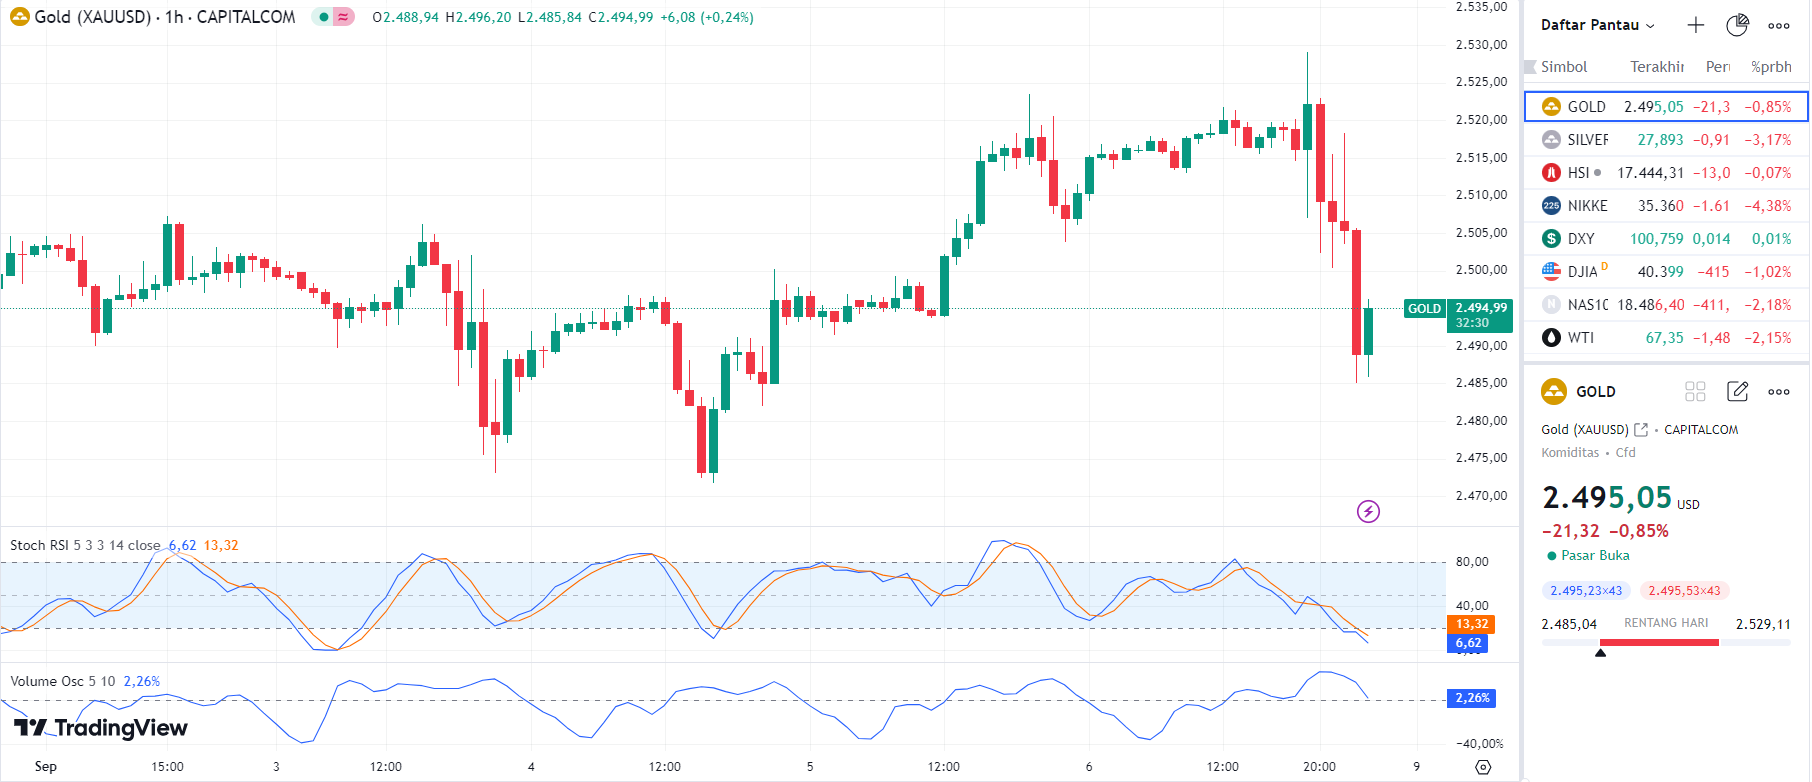 Gold (XAUUSD) · 1h · CAPITALCOM O2.488,94 H2.496,20 L2.485,84 C2.494,99 +6,08 (+0,24%)
2.535,00
2.530,00
2.525,00
2.520,00
2.515,00
2.510,00
2.505,00
2.500,00
GOLD 2.494,99
32:30
2.490,00
2.485,00
2.480,00
2.475,00
2.470,00
Stoch RSI 5 3 3 14 close 6,62 13,32
80,00
40,00
13,32
6,62
Volume Osc 5 10 2,26%
2,26%
−40,00%
TradingView
Sep 15:00 3 12:00 4 12:00 5 12:00 6 12:00 20:00 9
Daftar Pantau
Simbol Terakhir Per %prbh
GOLD 2.495,05 −21,3 −0,85%
SILVER 27,893 −0,91 −3,17%
HSI 17.444,31 −13,0 −0,07%
225 NIKKE 35.360 −1.61 −4,38%
$ DXY 100,759 0,014 0,01%
DJIA D 40.399 −415 −1,02%
N NAS10 18.486,40 −411, −2,18%
WTI 67,35 −1,48 −2,15%
GOLD
Gold (XAUUSD) • CAPITALCOM
Komiditas • Cfd
2.495,05 USD
−21,32 −0,85%
Pasar Buka
2.495,23×43 2.495,53×43
2.485,04 RENTANG HARI 2.529,11